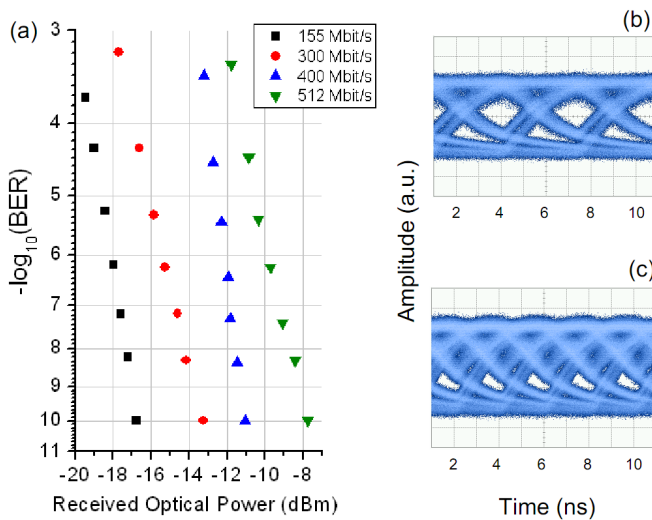 (a)
155 Mbit/s
300 Mbit/s
400 Mbit/s
512 Mbit/s
3
4
5
6
7
8
9
10
11
-log10(BER)
-20 -18 -16 -14 -12 -10 -8
Received Optical Power (dBm)
(b)
2 4 6 8 10
(c)
2 4 6 8 10
Amplitude (a.u.)
Time (ns)